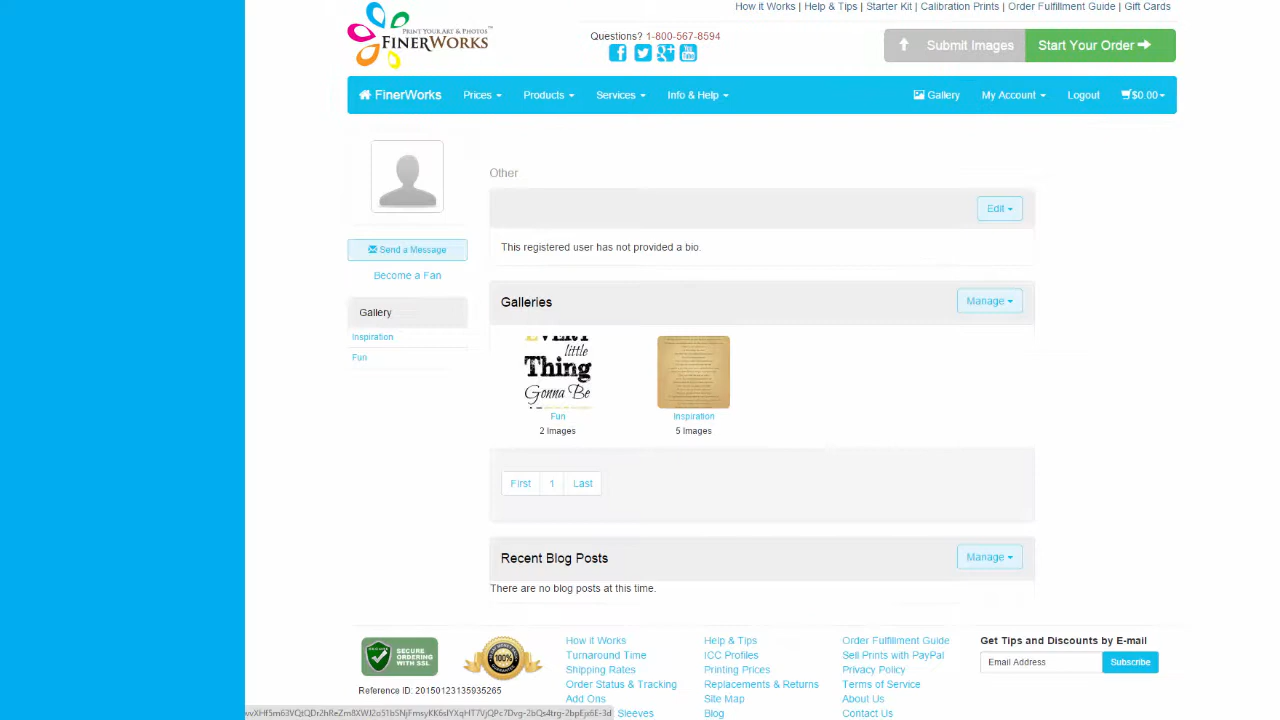 How it Works | Help & Tips | Starter Kit | Calibration Prints | Order Fulfillment Guide | Gift Cards
PRINT YOUR ART & PHOTOS
FINERWORKS
Questions? 1-800-567-8594
Submit Images
Start Your Order
FinerWorks Prices Products Services Info & Help Gallery My Account Logout $0.00
Other
Edit
Send a Message
This registered user has not provided a bio.
Become a Fan
Galleries
Manage
Gallery
Inspiration
Fun
little
Thing
Gonna Be
Fun
2 Images
Inspiration
5 Images
First 1 Last
Recent Blog Posts
Manage
There are no blog posts at this time.
SECURE
ORDERING
WITH SSL
100%
Reference ID: 20150123135935265
How it Works
Turnaround Time
Shipping Rates
Order Status & Tracking
Add Ons
Sleeves
Help & Tips
ICC Profiles
Printing Prices
Replacements & Returns
Site Map
Blog
Order Fulfillment Guide
Sell Prints with PayPal
Privacy Policy
Terms of Service
About Us
Contact Us
Get Tips and Discounts by E-mail
Email Address
Subscribe